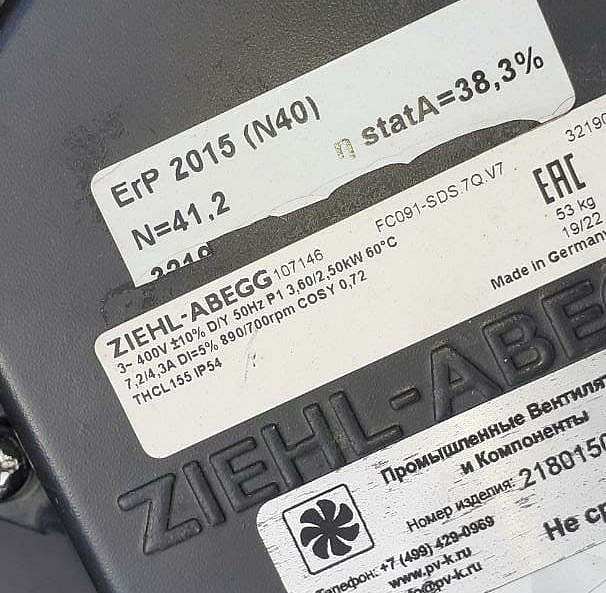 ErP 2015 (N40) η statA=38,3%
N=41,2
ZIEHL-ABEGG 107146 FC091-SDS.7Q.V7
3~ 400V ±10% D/Y 50Hz P1 3,60/2,50kW 60°C
7,2/4,3A DI=5% 890/700rpm COSY 0,72
THCL155 IP54
EAC
53 kg
19/22
Made in Germany
ZIEHL-ABEGG
Промышленные
и Компоненты
Номер изделия:
Не
Телефон: +7 (499) 429-0969
www.pv-k.ru
@pv-k.ru